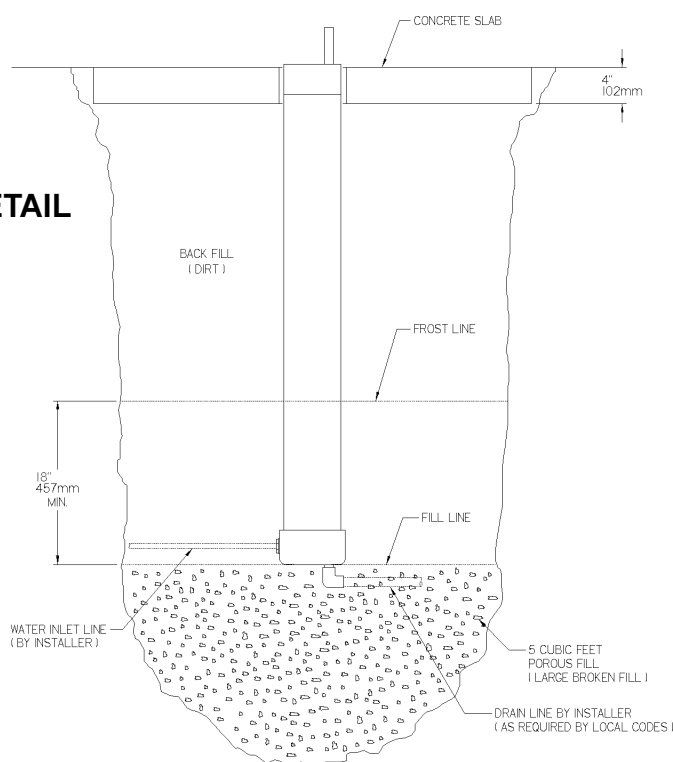 CONCRETE SLAB
4"
102mm
ETAIL
BACK FILL
( DIRT )
FROST LINE
18"
457mm
MIN.
FILL LINE
WATER INLET LINE
( BY INSTALLER )
5 CUBIC FEET
POROUS FILL
( LARGE BROKEN FILL )
DRAIN LINE BY INSTALLER
( AS REQUIRED BY LOCAL CODES )